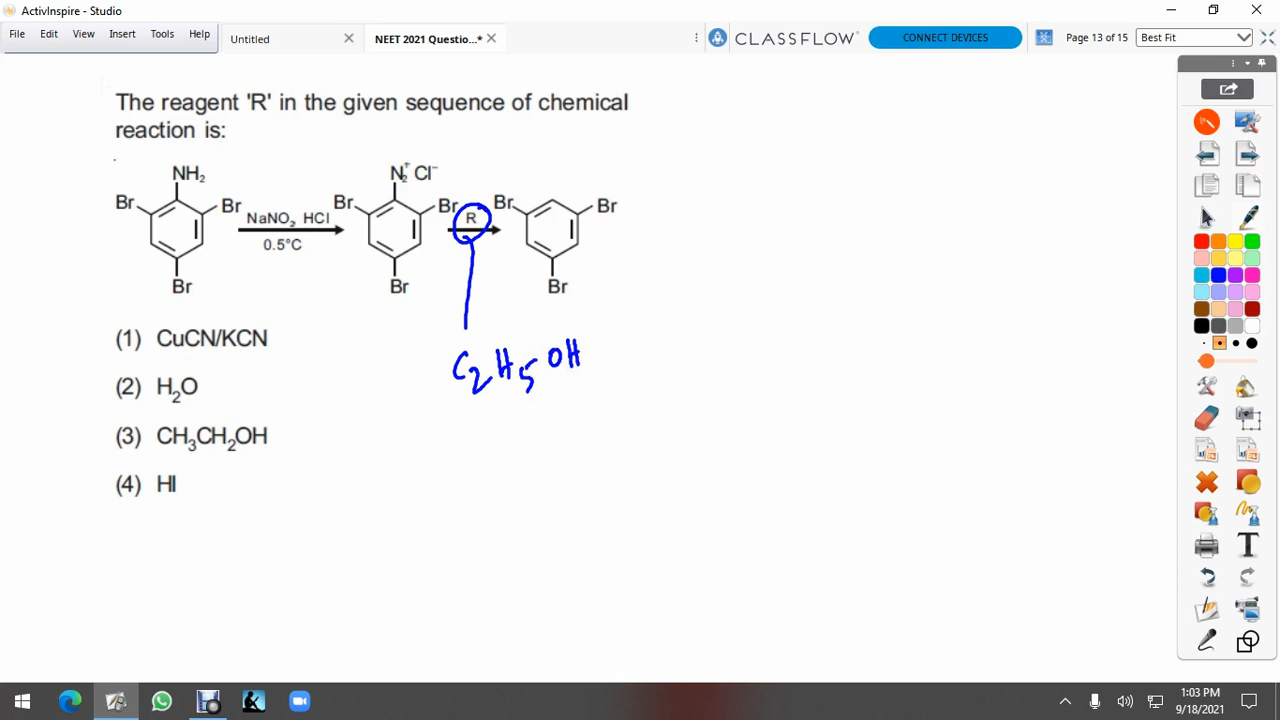 ActivInspire - Studio
File Edit View Insert Tools Help
Untitled
NEET 2021 Questio...*
CLASSFLOW
CONNECT DEVICES
Page 13 of 15
Best Fit
The reagent 'R' in the given sequence of chemical
reaction is:
NH₂
Br Br
Br
NaNO₂ HCl
0.5°C
N₂⁺ Cl⁻
Br Br
Br
R
Br Br
Br
C₂H₅OH
(1) CuCN/KCN
(2) H₂O
(3) CH₃CH₂OH
(4) HI
T
1:03 PM
9/18/2021